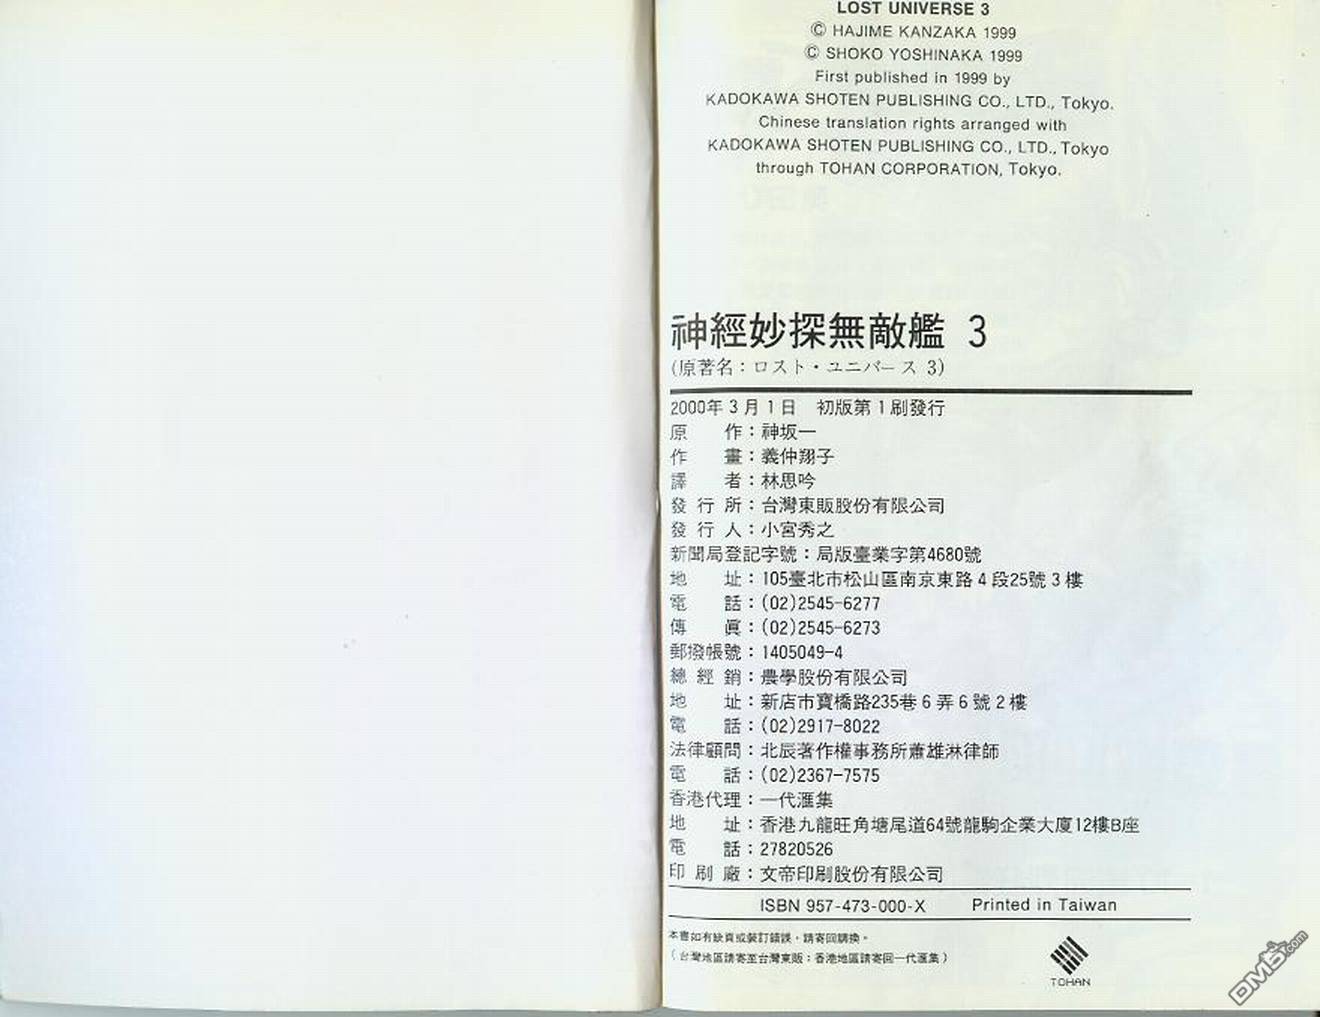 LOST UNIVERSE 3
© HAJIME KANZAKA 1999
© SHOKO YOSHINAKA 1999
First published in 1999 by
KADOKAWA SHOTEN PUBLISHING CO., LTD., Tokyo.
Chinese translation rights arranged with
KADOKAWA SHOTEN PUBLISHING CO., LTD., Tokyo
through TOHAN CORPORATION, Tokyo.
神經妙探無敵艦 3
(原著名：ロスト・ユニバース 3)
2000年3月1日 初版第1刷發行
原 作：神坂一
作 畫：義仲翔子
譯 者：林思吟
發 行 所：台灣東販股份有限公司
發 行 人：小宮秀之
新聞局登記字號：局版臺業字第4680號
地 址：105臺北市松山區南京東路4段25號3樓
電 話：(02)2545-6277
傳 眞：(02)2545-6273
郵撥帳號：1405049-4
總 經 銷：農學股份有限公司
地 址：新店市寶橋路235巷6弄6號2樓
電 話：(02)2917-8022
法律顧問：北辰著作權事務所蕭雄淋律師
電 話：(02)2367-7575
香港代理：一代滙集
地 址：香港九龍旺角塘尾道64號龍駒企業大廈12樓B座
電 話：27820526
印 刷 廠：文帝印刷股份有限公司
ISBN 957-473-000-X Printed in Taiwan
本書如有缺頁或裝訂錯誤，請寄回調換。
（台灣地區請寄至台灣東販：香港地區請寄回一代滙集）
TOHAN
DM5.com